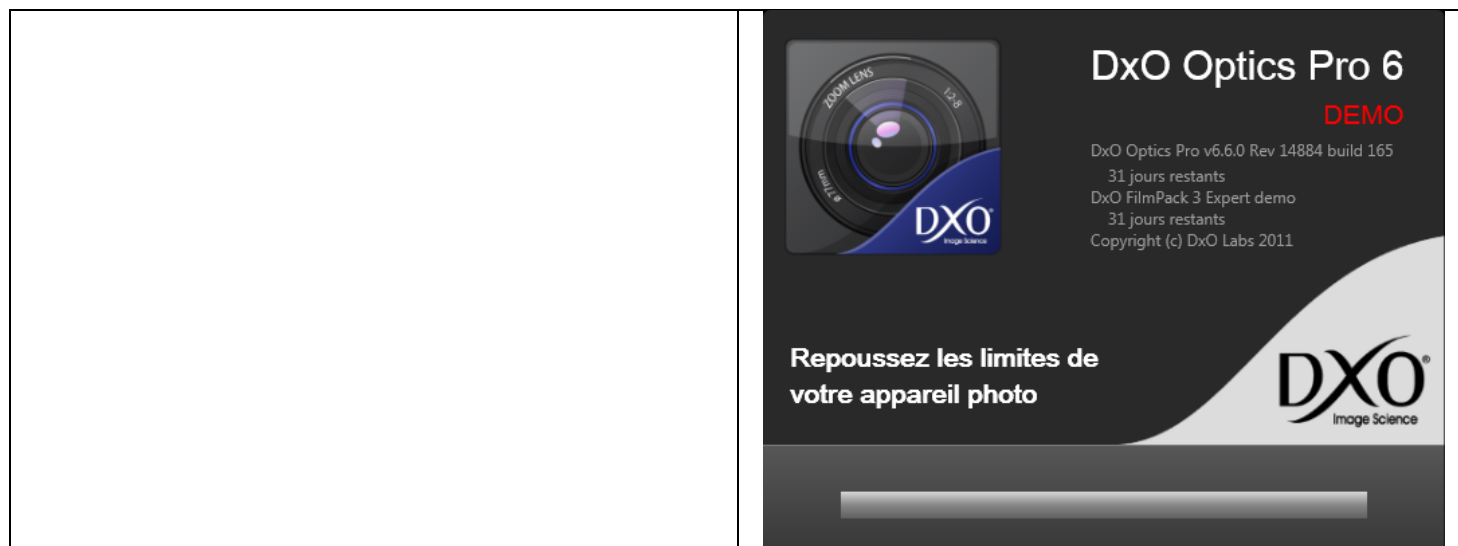 ZOOM LENS
1:2-8
ø77mm
DXO
Image Science
DxO Optics Pro 6
DEMO
DxO Optics Pro v6.6.0 Rev 14884 build 165
31 jours restants
DxO FilmPack 3 Expert demo
31 jours restants
Copyright (c) DxO Labs 2011
Repoussez les limites de
votre appareil photo
DXO®
Image Science